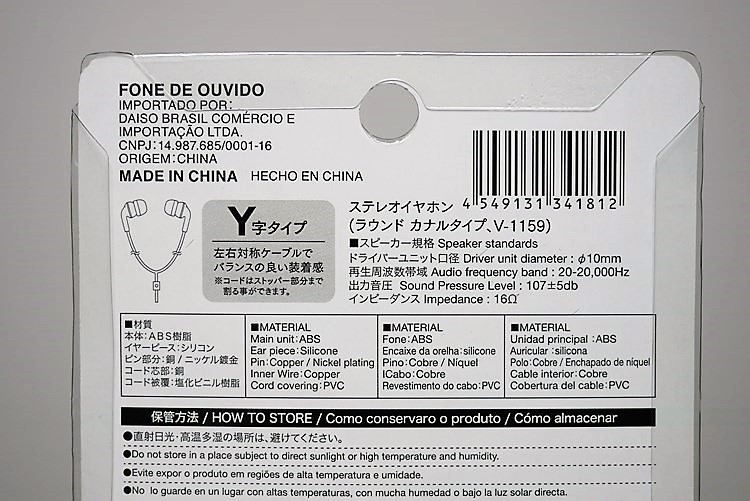 FONE DE OUVIDO
IMPORTADO POR:
DAISO BRASIL COMÉRCIO E
IMPORTAÇÃO LTDA.
CNPJ:14.987.685/0001-16
ORIGEM:CHINA
MADE IN CHINA HECHO EN CHINA
4 549131 341812
Y字タイプ
左右対称ケーブルで
バランスの良い装着感
※コードはストッパー部分まで
割る事ができます。
ステレオイヤホン
(ラウンド カナルタイプ、V-1159)
■スピーカー規格 Speaker standards
ドライバーユニット口径 Driver unit diameter : φ10mm
再生周波数帯域 Audio frequency band : 20-20,000Hz
出力音圧 Sound Pressure Level : 107±5db
インピーダンス Impedance : 16Ω
■材質
本体:ABS樹脂
イヤーピース:シリコン
ピン部分:銅 / ニッケル鍍金
コード芯部:銅
コード被覆:塩化ビニル樹脂
■MATERIAL
Main unit:ABS
Ear piece:Silicone
Pin:Copper / Nickel plating
Inner Wire:Copper
Cord covering:PVC
■MATERIAL
Fone:ABS
Encaixe da orelha:silicone
Pino:Cobre / Níquel
lCabo:Cobre
Revestimento do cabo:PVC
■MATERIAL
Unidad principal :ABS
Auricular :silicona
Polo:Cobre / Enchapado de níquel
Cable interior:Cobre
Cobertura del cable:PVC
保管方法 / HOW TO STORE / Como conservaro o produto / Cómo almacenar
●直射日光・高温多湿の場所は、避けてください。
●Do not store in a place subject to direct sunlight or high temperature and humidity.
●Evite expor o produto em regiões de alta temperatura e umidade.
●No lo guarde en un lugar con altas temperaturas, con mucha humedad o bajo la luz solar directa.